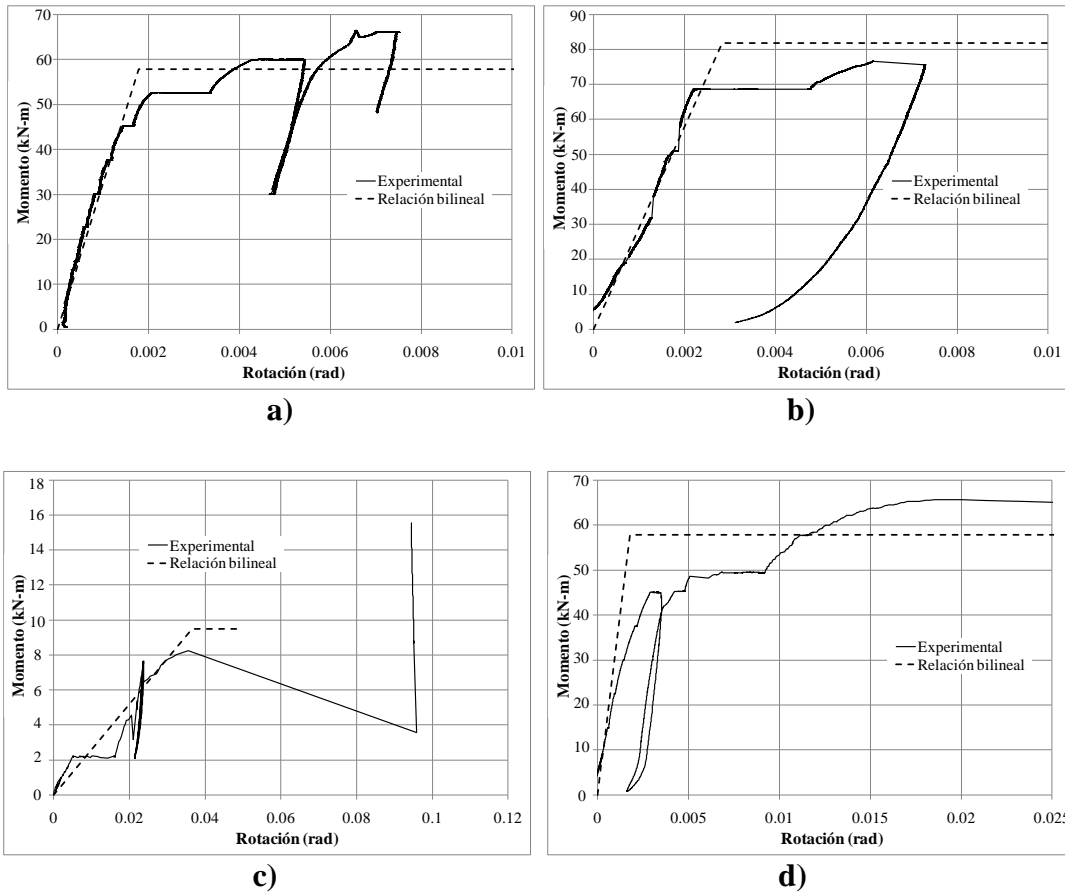 70
60
50
40
30
20
10
0
Momento (kN-m)
Experimental
Relación bilineal
0 0.002 0.004 0.006 0.008 0.01
Rotación (rad)
a)
90
80
70
60
50
40
30
20
10
0
Momento (kN-m)
Experimental
Relación bilineal
0 0.002 0.004 0.006 0.008 0.01
Rotación (rad)
b)
18
16
14
12
10
8
6
4
2
0
Momento (kN-m)
Experimental
Relación bilineal
0 0.02 0.04 0.06 0.08 0.1 0.12
Rotación (rad)
c)
70
60
50
40
30
20
10
0
Momento (kN-m)
Experimental
Relación bilineal
0 0.005 0.01 0.015 0.02 0.025
Rotación (rad)
d)